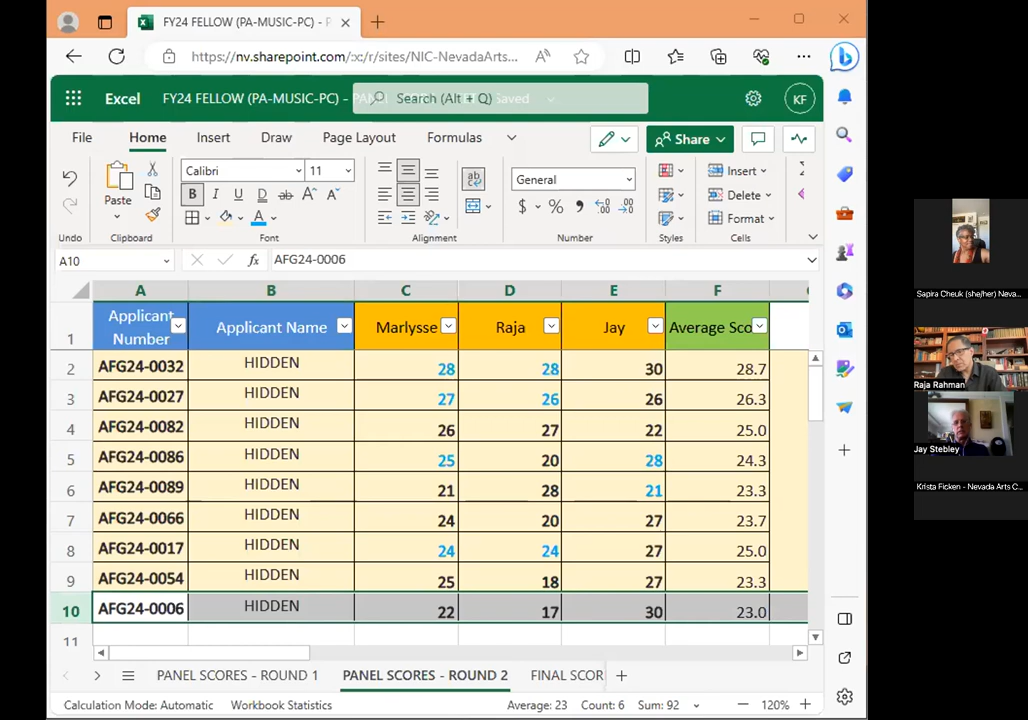 FY24 FELLOW (PA-MUSIC-PC) - P
https://nv.sharepoint.com/:x:/r/sites/NIC-NevadaArts...
Excel FY24 FELLOW (PA-MUSIC-PC) - Search (Alt + Q) KF
File Home Insert Draw Page Layout Formulas Share
Calibri 11 General Insert
Paste B I U D ab A A $ % 9 .00 Delete
Format
Undo Clipboard Font Alignment Number Styles Cells
A10 fx AFG24-0006
A B C D E F
1 Applicant Number Applicant Name Marlysse Raja Jay Average Sco
2 AFG24-0032 HIDDEN 28 28 30 28.7
3 AFG24-0027 HIDDEN 27 26 26 26.3
4 AFG24-0082 HIDDEN 26 27 22 25.0
5 AFG24-0086 HIDDEN 25 20 28 24.3
6 AFG24-0089 HIDDEN 21 28 21 23.3
7 AFG24-0066 HIDDEN 24 20 27 23.7
8 AFG24-0017 HIDDEN 24 24 27 25.0
9 AFG24-0054 HIDDEN 25 18 27 23.3
10 AFG24-0006 HIDDEN 22 17 30 23.0
11
PANEL SCORES - ROUND 1 PANEL SCORES - ROUND 2 FINAL SCOR
Calculation Mode: Automatic Workbook Statistics Average: 23 Count: 6 Sum: 92 120%
Sapira Cheuk (she/her) Neva...
Raja Rahman
Jay Stebley
Krista Ficken - Nevada Arts C...